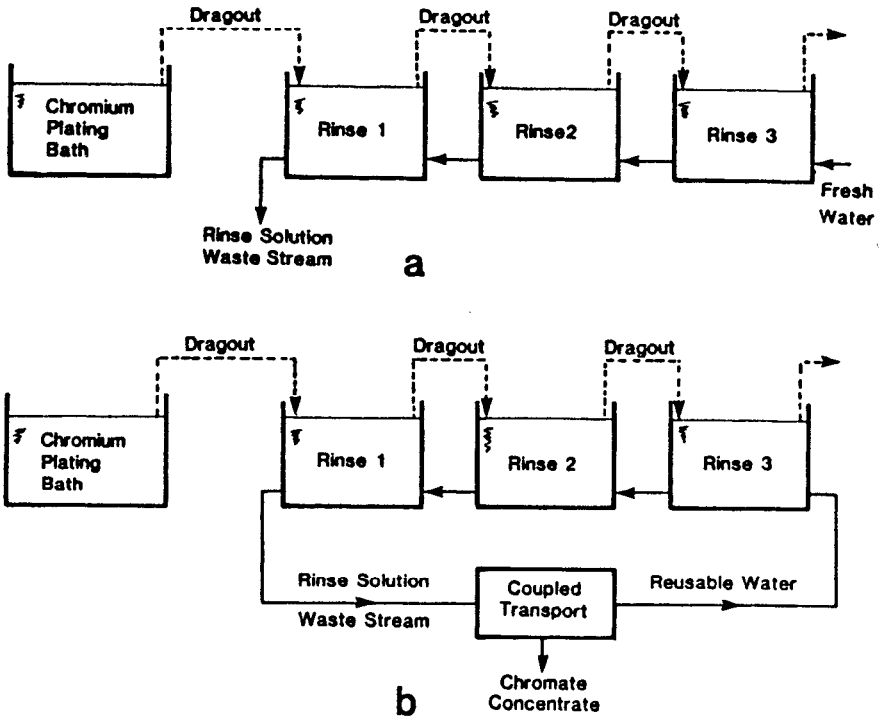 Dragout
Dragout
Dragout
Chromium
Plating
Bath
Rinse 1
Rinse2
Rinse 3
Fresh
Water
Rinse Solution
Waste Stream
a
Dragout
Dragout
Dragout
Chromium
Plating
Bath
Rinse 1
Rinse 2
Rinse 3
Rinse Solution
Waste Stream
Coupled
Transport
Reusable Water
Chromate
Concentrate
b